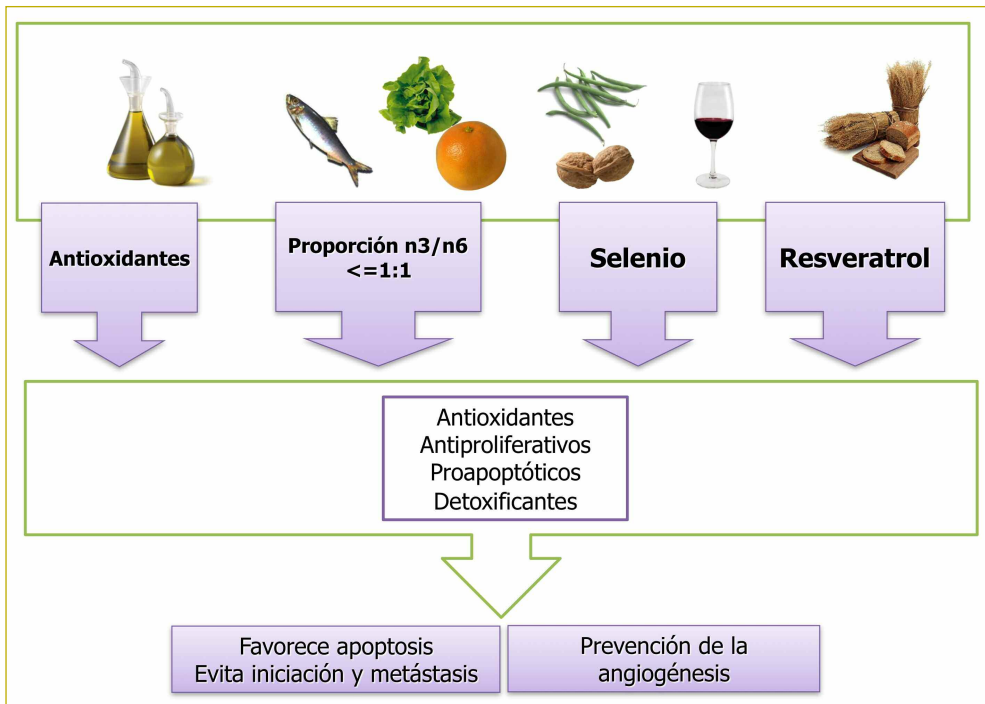 Antioxidantes
Proporción n3/n6
<=1:1
Selenio
Resveratrol
Antioxidantes
Antiproliferativos
Proapoptóticos
Detoxificantes
Favorece apoptosis
Evita iniciación y metástasis
Prevención de la
angiogénesis